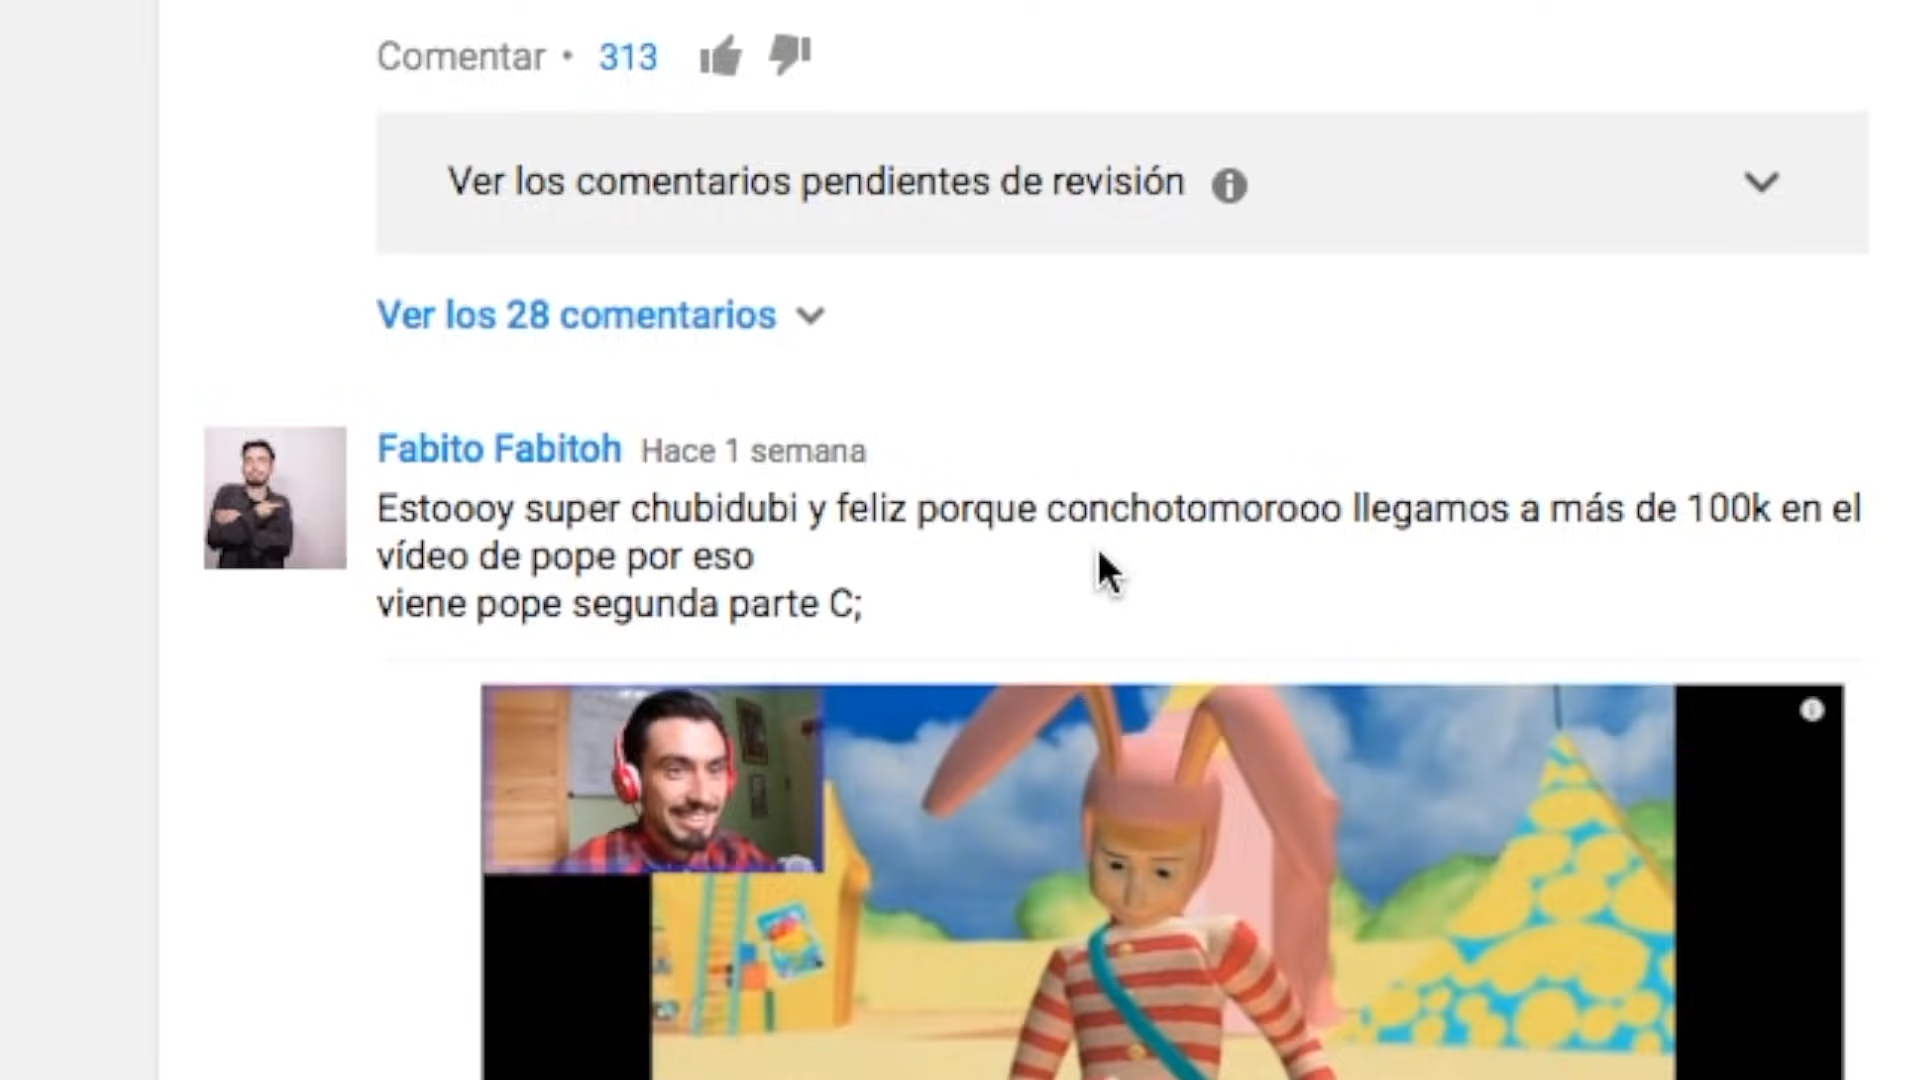 Comentar • 313
Ver los comentarios pendientes de revisión
Ver los 28 comentarios
Fabito Fabitoh Hace 1 semana
Estoooy super chubidubi y feliz porque conchotomorooo llegamos a más de 100k en el
vídeo de pope por eso
viene pope segunda parte C;